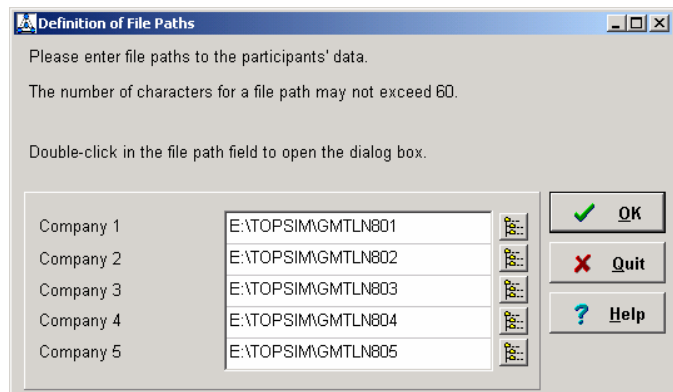 Definition of File Paths
Please enter file paths to the participants' data.
The number of characters for a file path may not exceed 60.
Double-click in the file path field to open the dialog box.
Company 1 E:\TOPSIM\GMTLN801
Company 2 E:\TOPSIM\GMTLN802
Company 3 E:\TOPSIM\GMTLN803
Company 4 E:\TOPSIM\GMTLN804
Company 5 E:\TOPSIM\GMTLN805
OK
Quit
? Help